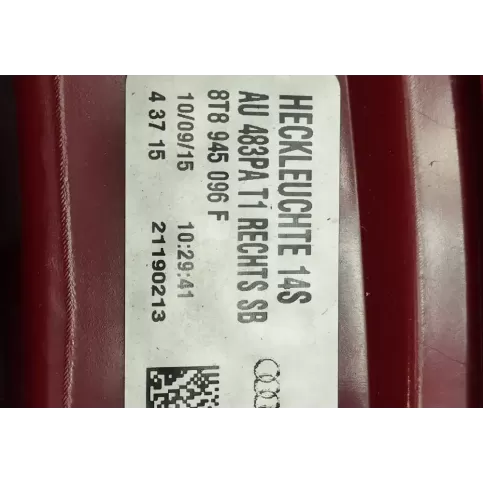 HECKLEUCHTE 14S
AU 483PA T1 RECHTS SB
8T8 945 096 F
10/09/15 10:29:41
4 37 15 21190213